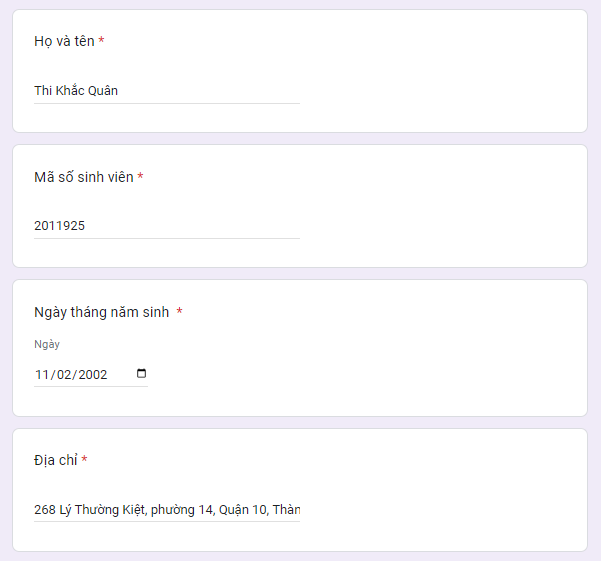 Họ và tên *
Thi Khắc Quân
Mã số sinh viên *
2011925
Ngày tháng năm sinh *
Ngày
11/02/2002
Địa chỉ *
268 Lý Thường Kiệt, phường 14, Quận 10,